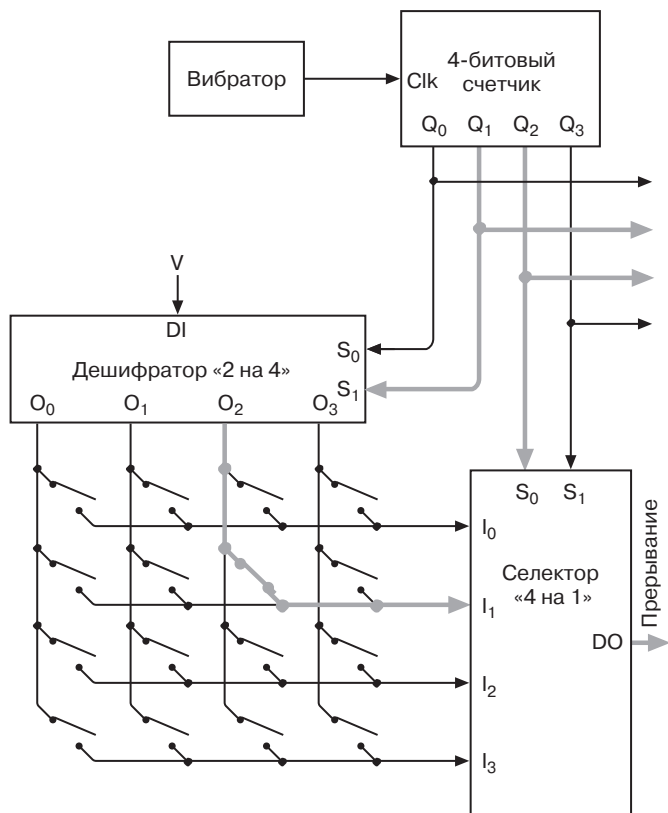 4-битовый
счетчик
Вибратор
Clk
Q0 Q1 Q2 Q3
V
DI
S0
Дешифратор «2 на 4»
S1
O0 O1 O2 O3
S0 S1
I0
Селектор
«4 на 1»
I1
Прерывание
DO
I2
I3